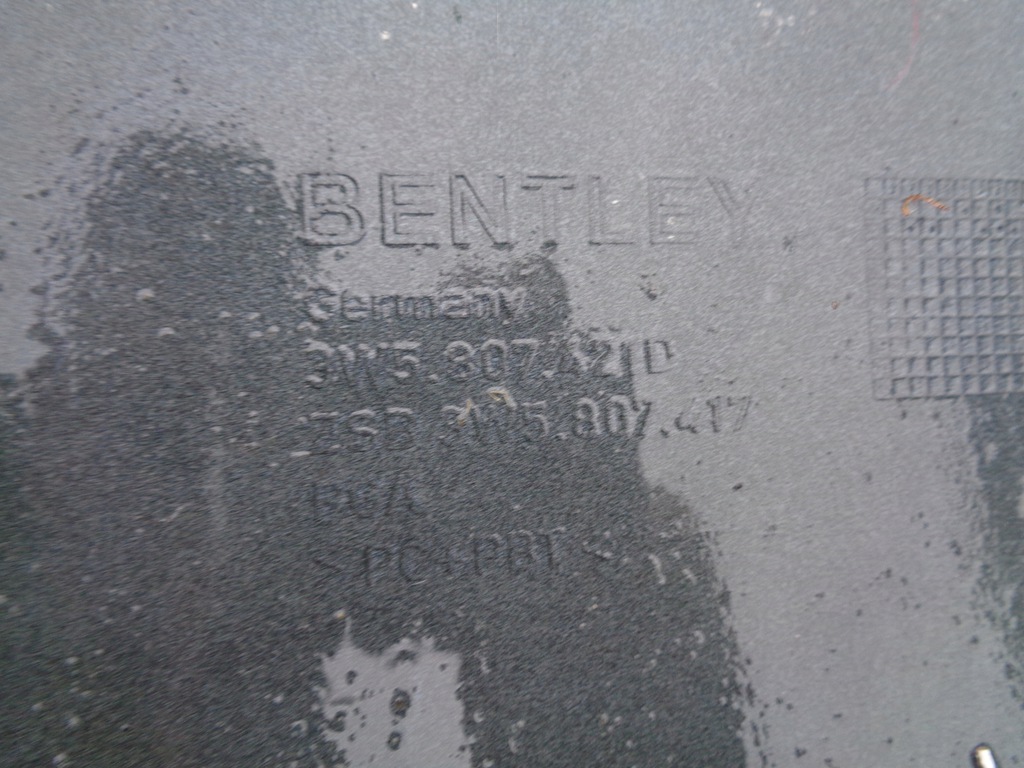 BENTLEY
Germany
3W5.807.421D
ZSB 3W5.807.417
>PC+PBT<